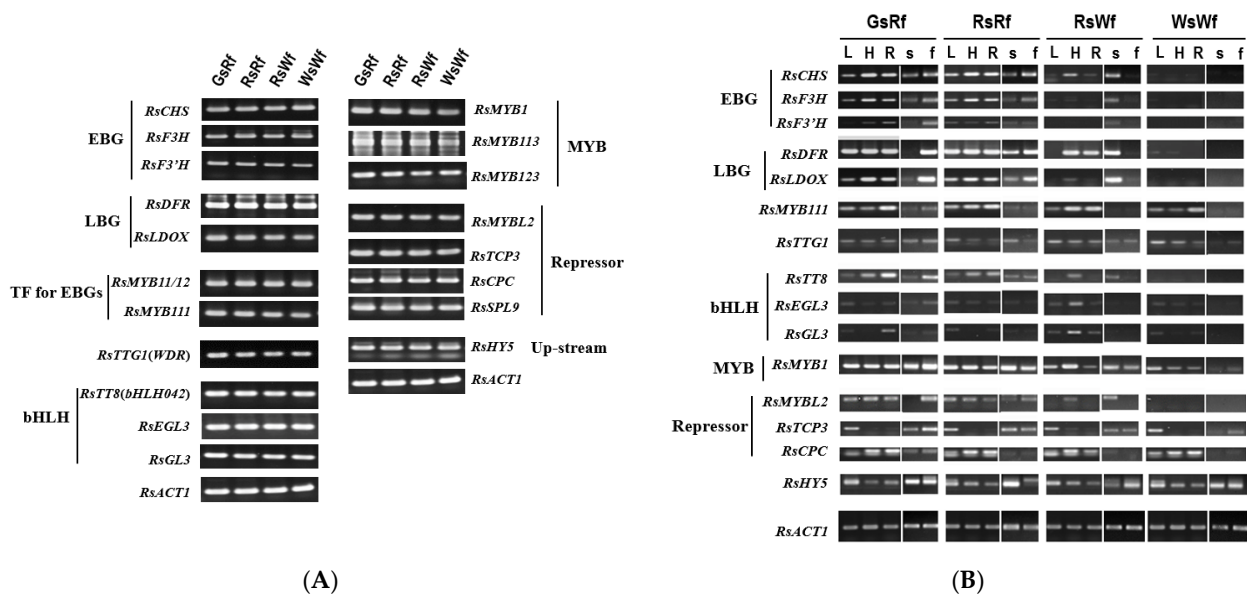 GsRf RsRf RsWf WsWf
EBG
RsCHS
RsF3H
RsF3'H
LBG
RsDFR
RsLDOX
TF for EBGs
RsMYB11/12
RsMYB111
RsTTG1(WDR)
bHLH
RsTT8(bHLH042)
RsEGL3
RsGL3
RsACT1
GsRf RsRf RsWf WsWf
RsMYB1
RsMYB113
RsMYB123
MYB
RsMYBL2
RsTCP3
RsCPC
RsSPL9
Repressor
RsHY5 Up-stream
RsACT1
(A)
GsRf RsRf RsWf WsWf
L H R s f L H R s f L H R s f L H R s f
EBG
RsCHS
RsF3H
RsF3'H
LBG
RsDFR
RsLDOX
RsMYB111
RsTTG1
bHLH
RsTT8
RsEGL3
RsGL3
MYB
RsMYB1
Repressor
RsMYBL2
RsTCP3
RsCPC
RsHY5
RsACT1
(B)